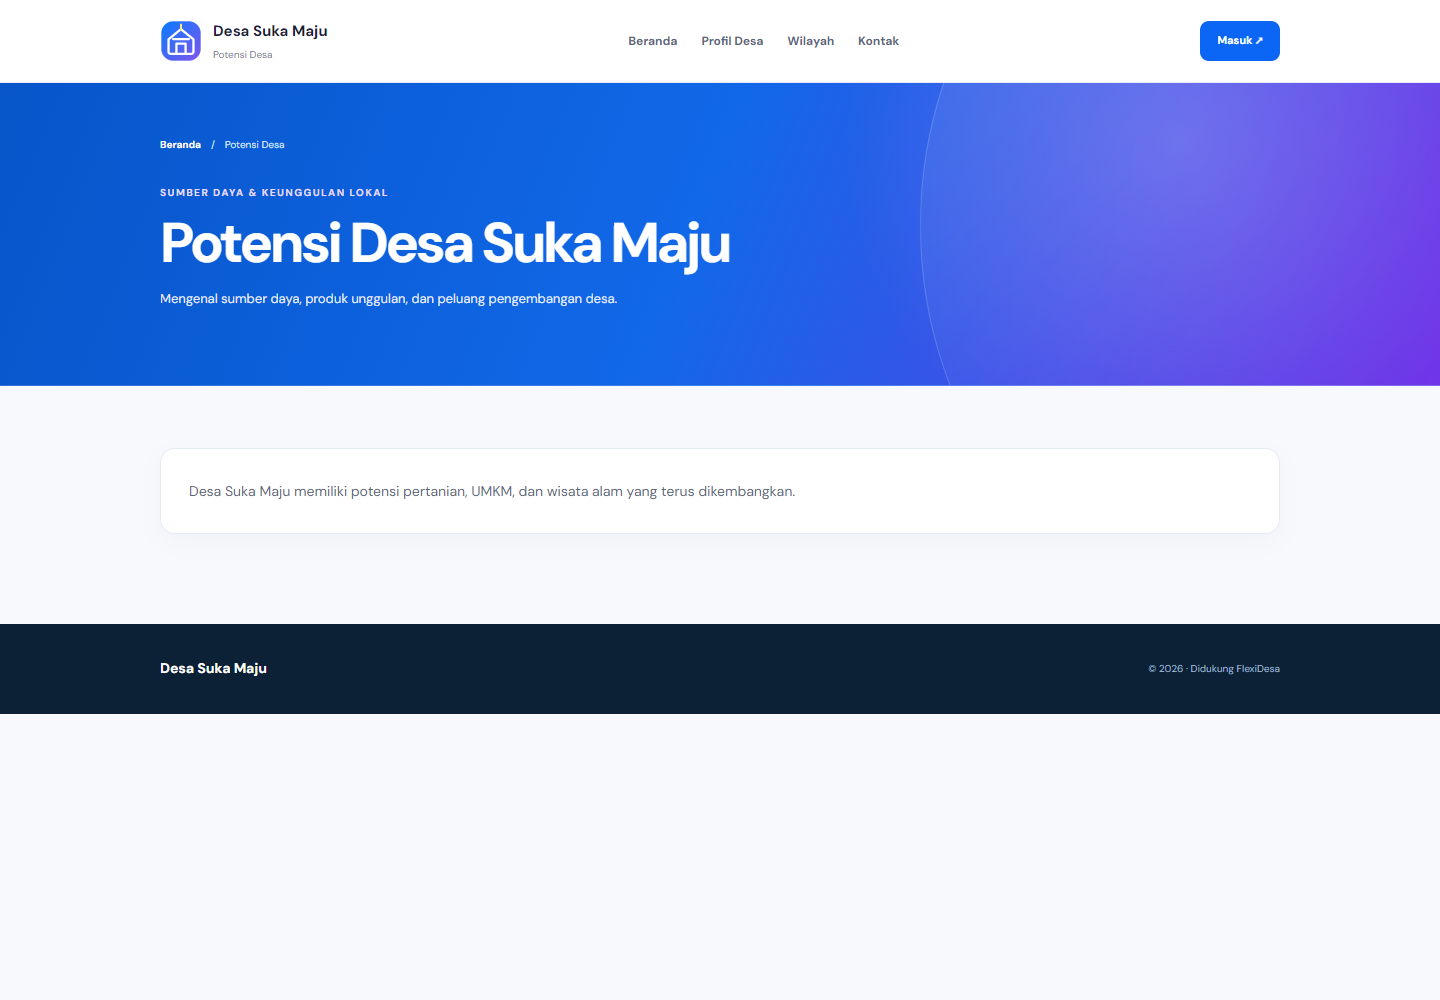 Desa Suka Maju
Potensi Desa
Beranda Profil Desa Wilayah Kontak
Masuk ↗
Beranda / Potensi Desa
SUMBER DAYA & KEUNGGULAN LOKAL
Potensi Desa Suka Maju
Mengenal sumber daya, produk unggulan, dan peluang pengembangan desa.
Desa Suka Maju memiliki potensi pertanian, UMKM, dan wisata alam yang terus dikembangkan.
Desa Suka Maju
© 2026 · Didukung FlexiDesa